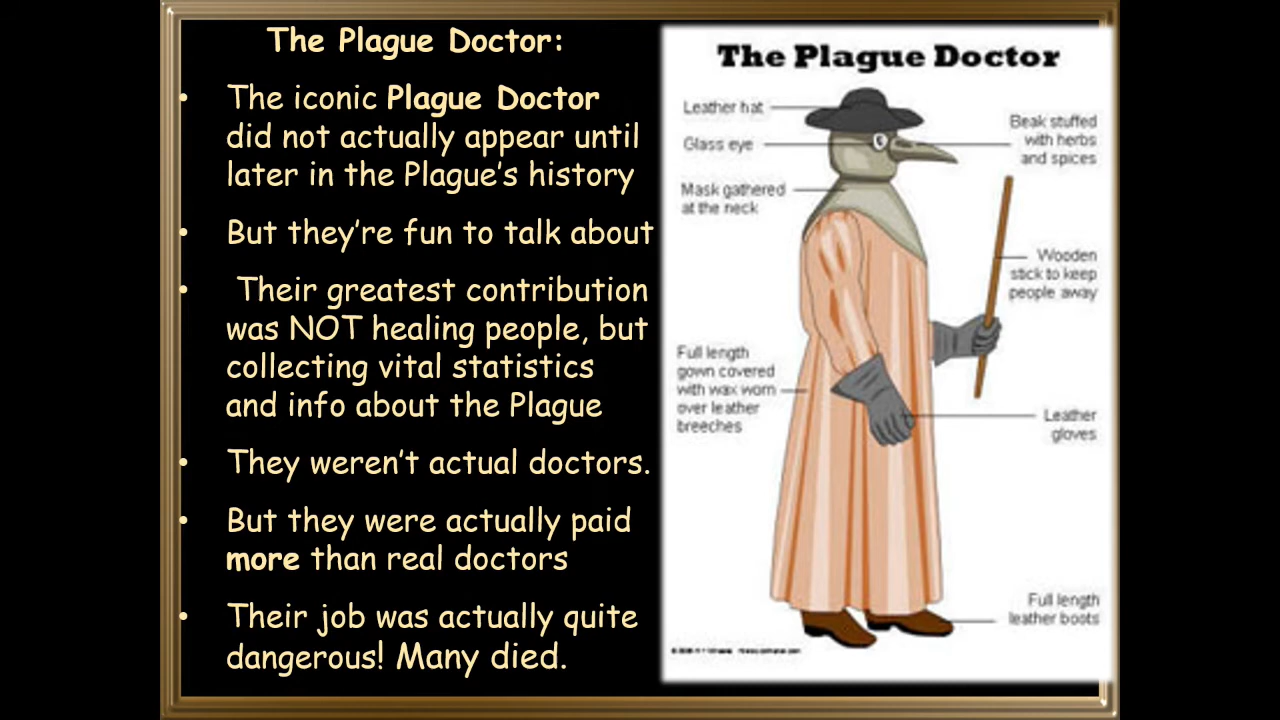 The Plague Doctor:
• The iconic Plague Doctor
did not actually appear until
later in the Plague's history
• But they're fun to talk about
• Their greatest contribution
was NOT healing people, but
collecting vital statistics
and info about the Plague
• They weren't actual doctors.
• But they were actually paid
more than real doctors
• Their job was actually quite
dangerous! Many died.
The Plague Doctor
Leather hat
Glass eye
Mask gathered
at the neck
Full length
gown covered
with wax worn
over leather
breeches
Beak stuffed
with herbs
and spices
Wooden
stick to keep
people away
Leather
gloves
Full length
leather boots